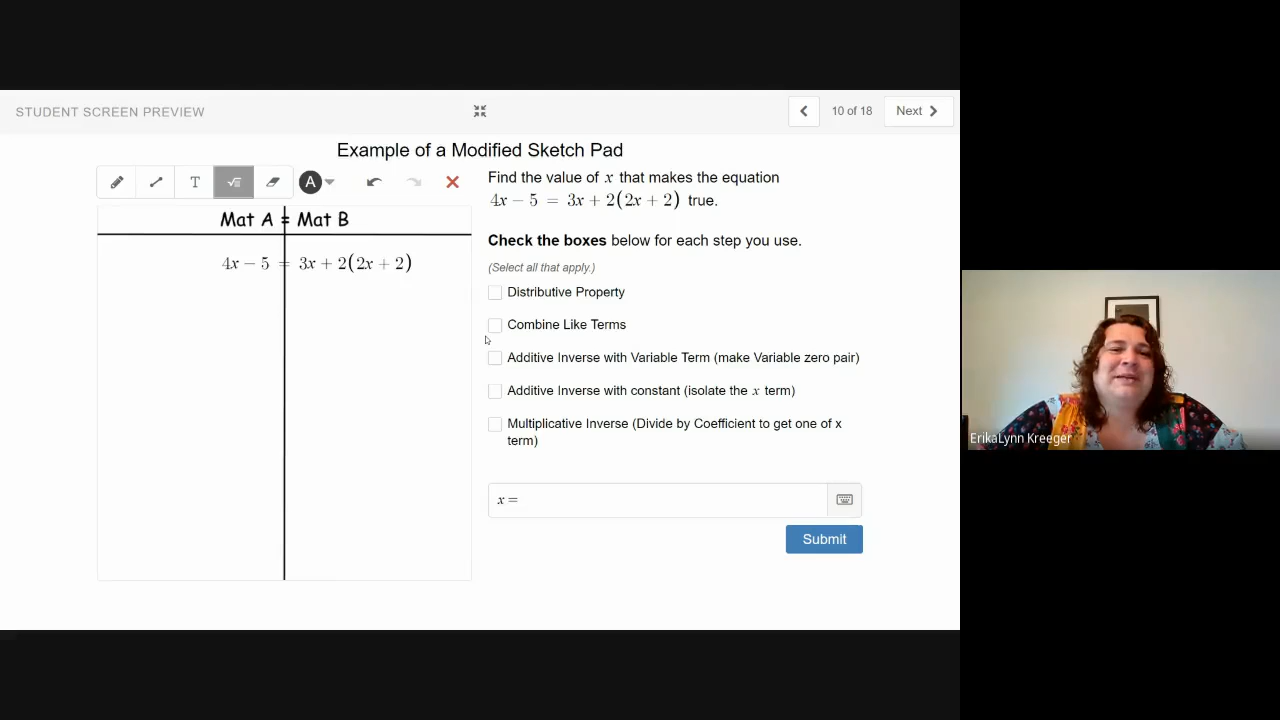 STUDENT SCREEN PREVIEW
10 of 18
Next
Example of a Modified Sketch Pad
T
A
Mat A = Mat B
4x − 5 = 3x + 2(2x + 2)
Find the value of x that makes the equation
4x − 5 = 3x + 2(2x + 2) true.
Check the boxes below for each step you use.
(Select all that apply.)
Distributive Property
Combine Like Terms
Additive Inverse with Variable Term (make Variable zero pair)
Additive Inverse with constant (isolate the x term)
Multiplicative Inverse (Divide by Coefficient to get one of x
term)
x =
Submit
ErikaLynn Kreeger